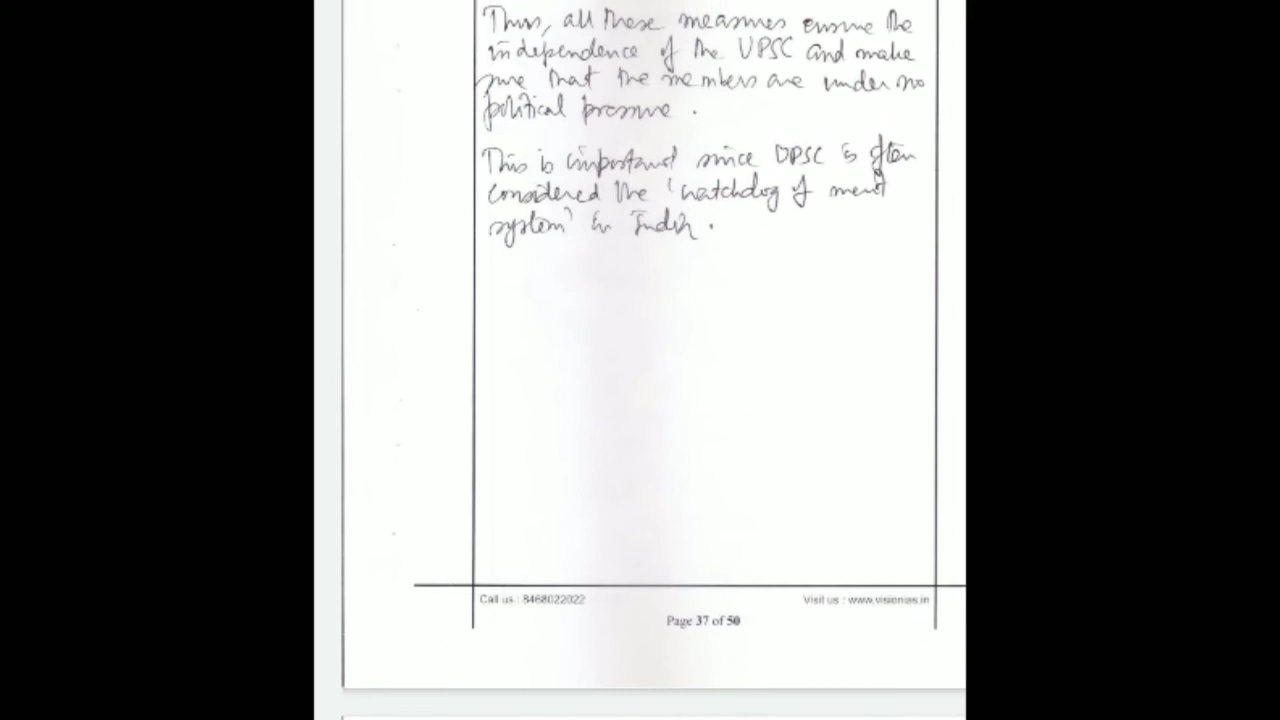 Thus, all these measures ensure the
independence of the UPSC and make
sure that the members are under no
political pressure.
This is important since UPSC is often
considered the 'watchdog of merit
system' in India.
Call us : 8468022022
Visit us : www.visionias.in
Page 37 of 50